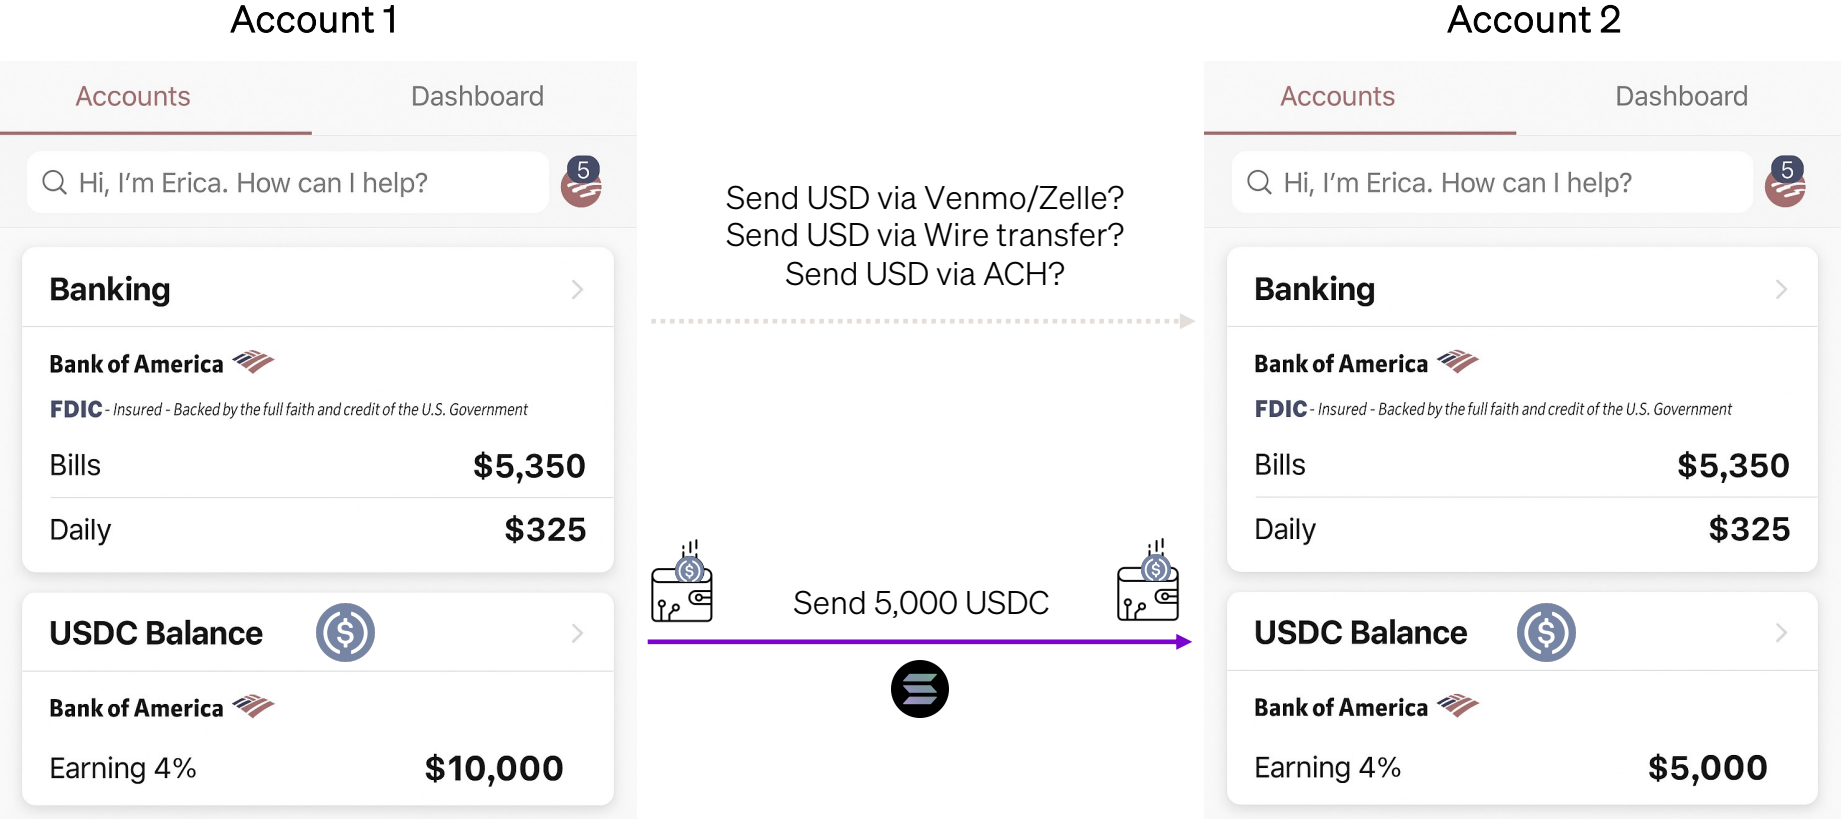 Account 1
Accounts Dashboard
Hi, I'm Erica. How can I help? 5
Banking
Bank of America
FDIC - Insured - Backed by the full faith and credit of the U.S. Government
Bills $5,350
Daily $325
USDC Balance $
Bank of America
Earning 4% $10,000
Send USD via Venmo/Zelle?
Send USD via Wire transfer?
Send USD via ACH?
$ $
Send 5,000 USDC
Account 2
Accounts Dashboard
Hi, I'm Erica. How can I help? 5
Banking
Bank of America
FDIC - Insured - Backed by the full faith and credit of the U.S. Government
Bills $5,350
Daily $325
USDC Balance $
Bank of America
Earning 4% $5,000